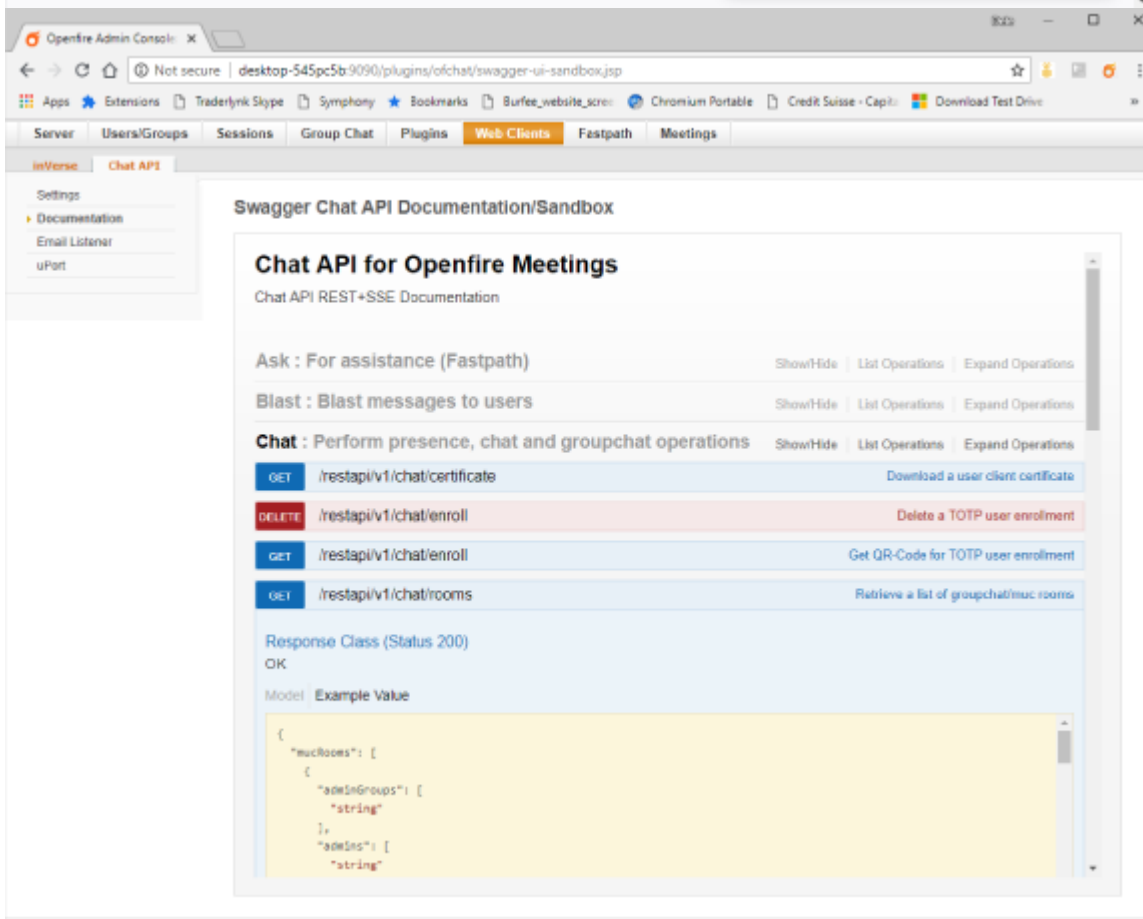 Openfire Admin Console
Not secure | desktop-545pc5b:9090/plugins/ofchat/swagger-ui-sandbox.jsp
Apps Extensions Traderlynk Skype Symphony Bookmarks Burfee_website_scree Chromium Portable Credit Suisse - Capita Download Test Drive »
Server Users/Groups Sessions Group Chat Plugins Web Clients Fastpath Meetings
inVerse Chat API
Settings
Documentation
Email Listener
uPort
Swagger Chat API Documentation/Sandbox
Chat API for Openfire Meetings
Chat API REST+SSE Documentation
Ask : For assistance (Fastpath) Show/Hide List Operations Expand Operations
Blast : Blast messages to users Show/Hide List Operations Expand Operations
Chat : Perform presence, chat and groupchat operations Show/Hide List Operations Expand Operations
GET /restapi/v1/chat/certificate Download a user client certificate
DELETE /restapi/v1/chat/enroll Delete a TOTP user enrollment
GET /restapi/v1/chat/enroll Get QR-Code for TOTP user enrollment
GET /restapi/v1/chat/rooms Retrieve a list of groupchat/muc rooms
Response Class (Status 200)
OK
Model Example Value
{
"mucRooms": [
{
"adminGroups": [
"string"
],
"admins": [
"string"